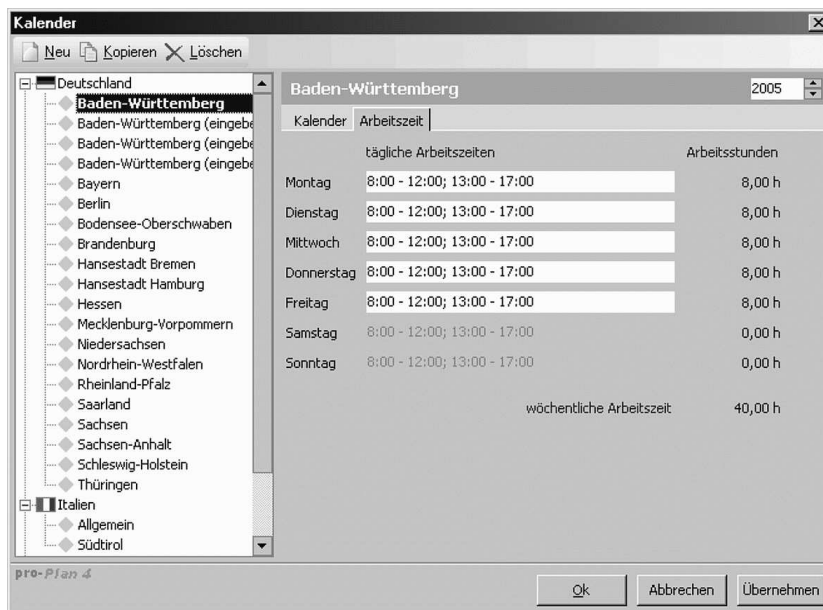 Kalender
Neu Kopieren Löschen
Deutschland
Baden-Württemberg
Baden-Württemberg (eingebe
Baden-Württemberg (eingebe
Baden-Württemberg (eingebe
Bayern
Berlin
Bodensee-Oberschwaben
Brandenburg
Hansestadt Bremen
Hansestadt Hamburg
Hessen
Mecklenburg-Vorpommern
Niedersachsen
Nordrhein-Westfalen
Rheinland-Pfalz
Saarland
Sachsen
Sachsen-Anhalt
Schleswig-Holstein
Thüringen
Italien
Allgemein
Südtirol
Baden-Württemberg 2005
Kalender Arbeitszeit
tägliche Arbeitszeiten Arbeitsstunden
Montag 8:00 - 12:00; 13:00 - 17:00 8,00 h
Dienstag 8:00 - 12:00; 13:00 - 17:00 8,00 h
Mittwoch 8:00 - 12:00; 13:00 - 17:00 8,00 h
Donnerstag 8:00 - 12:00; 13:00 - 17:00 8,00 h
Freitag 8:00 - 12:00; 13:00 - 17:00 8,00 h
Samstag 8:00 - 12:00; 13:00 - 17:00 0,00 h
Sonntag 8:00 - 12:00; 13:00 - 17:00 0,00 h
wöchentliche Arbeitszeit 40,00 h
pro-Plan 4
Ok Abbrechen Übernehmen